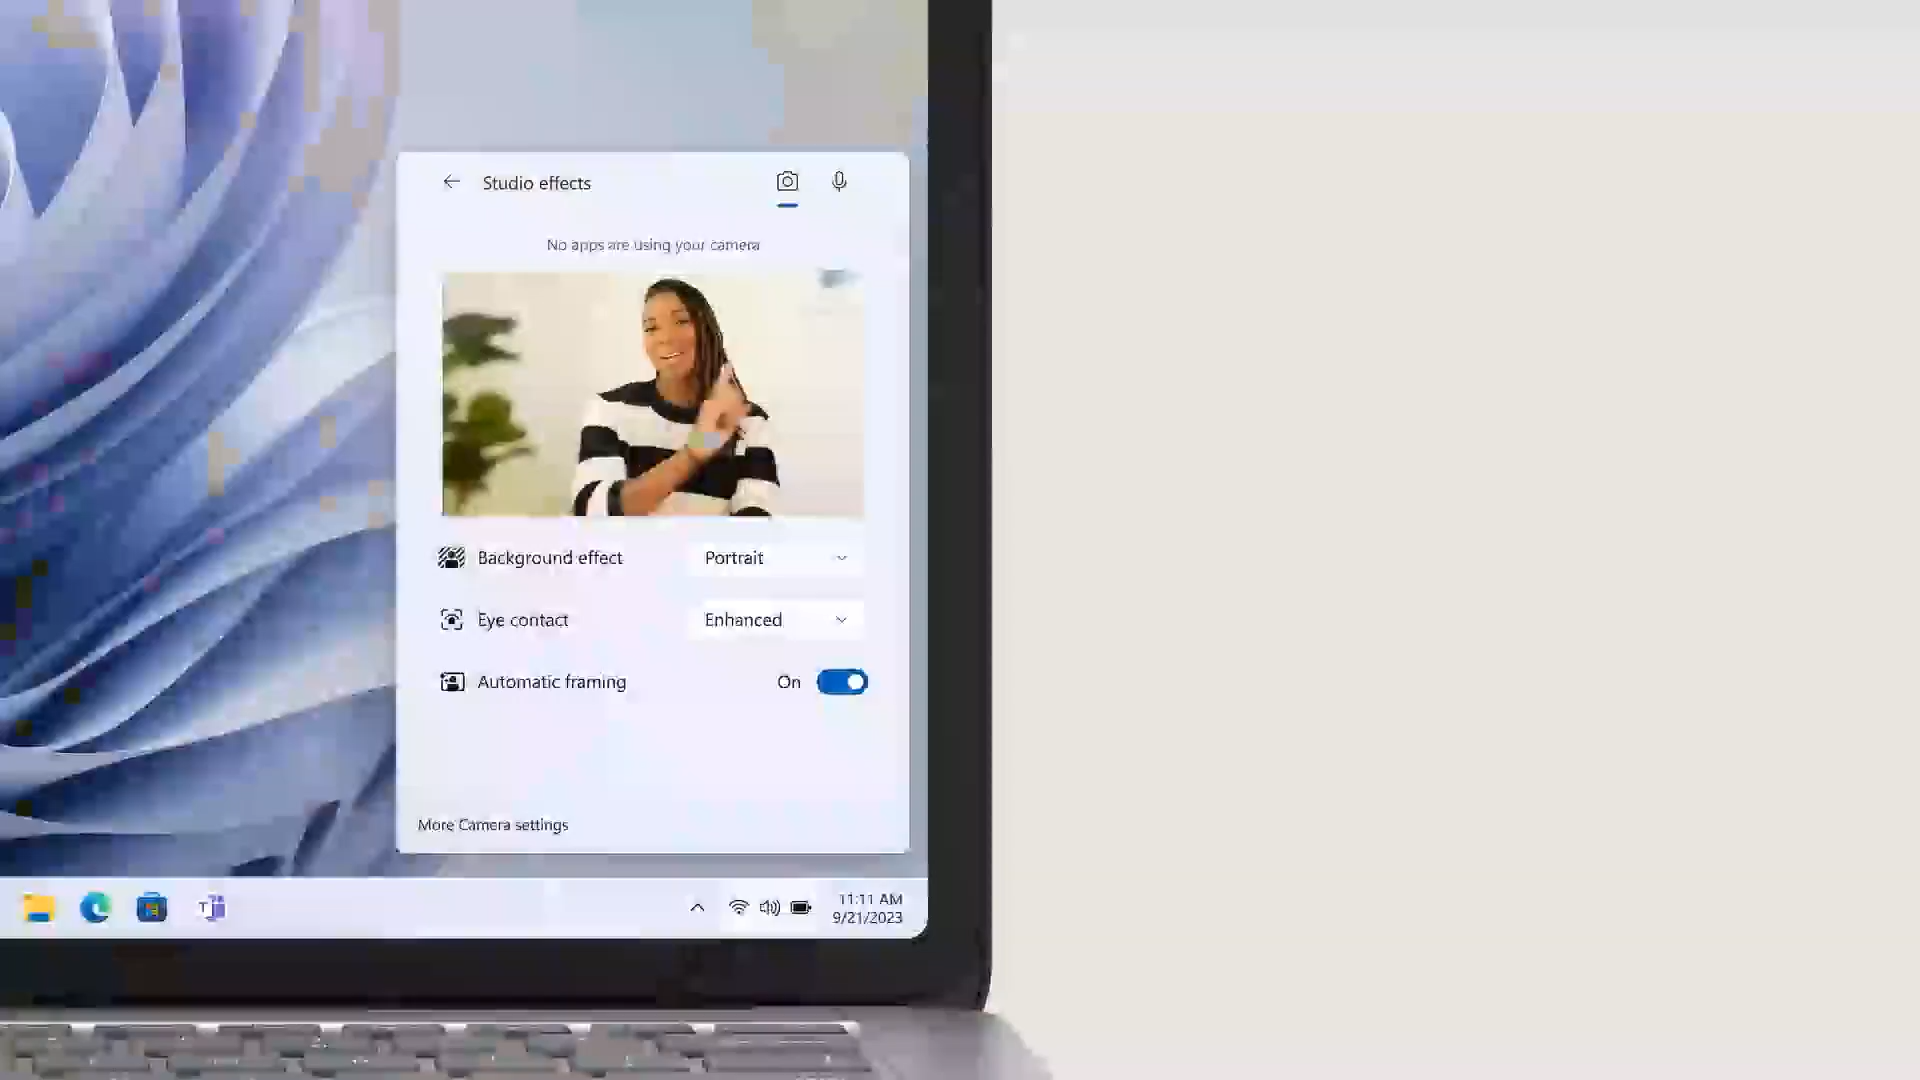 Studio effects
No apps are using your camera
Background effect
Portrait
Eye contact
Enhanced
Automatic framing
On
More Camera settings
T
11:11 AM
9/21/2023